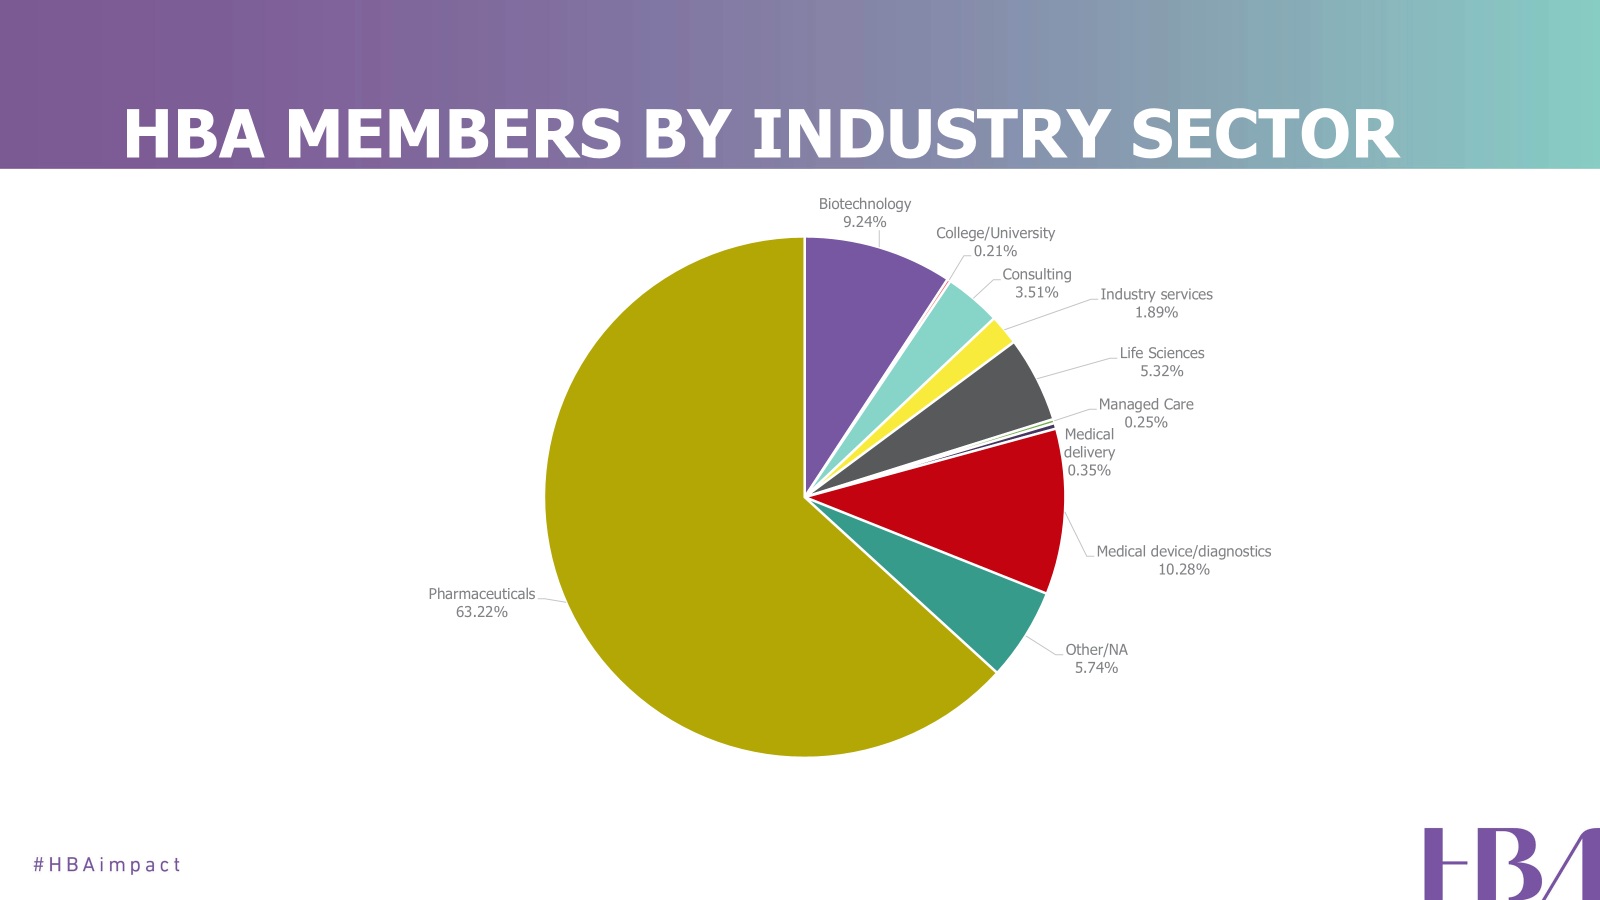 HBA MEMBERS BY INDUSTRY SECTOR
Biotechnology
9.24%
College/University
0.21%
Consulting
3.51%
Industry services
1.89%
Life Sciences
5.32%
Managed Care
0.25%
Medical
delivery
0.35%
Medical device/diagnostics
10.28%
Other/NA
5.74%
Pharmaceuticals
63.22%
#HBAimpact
HBA